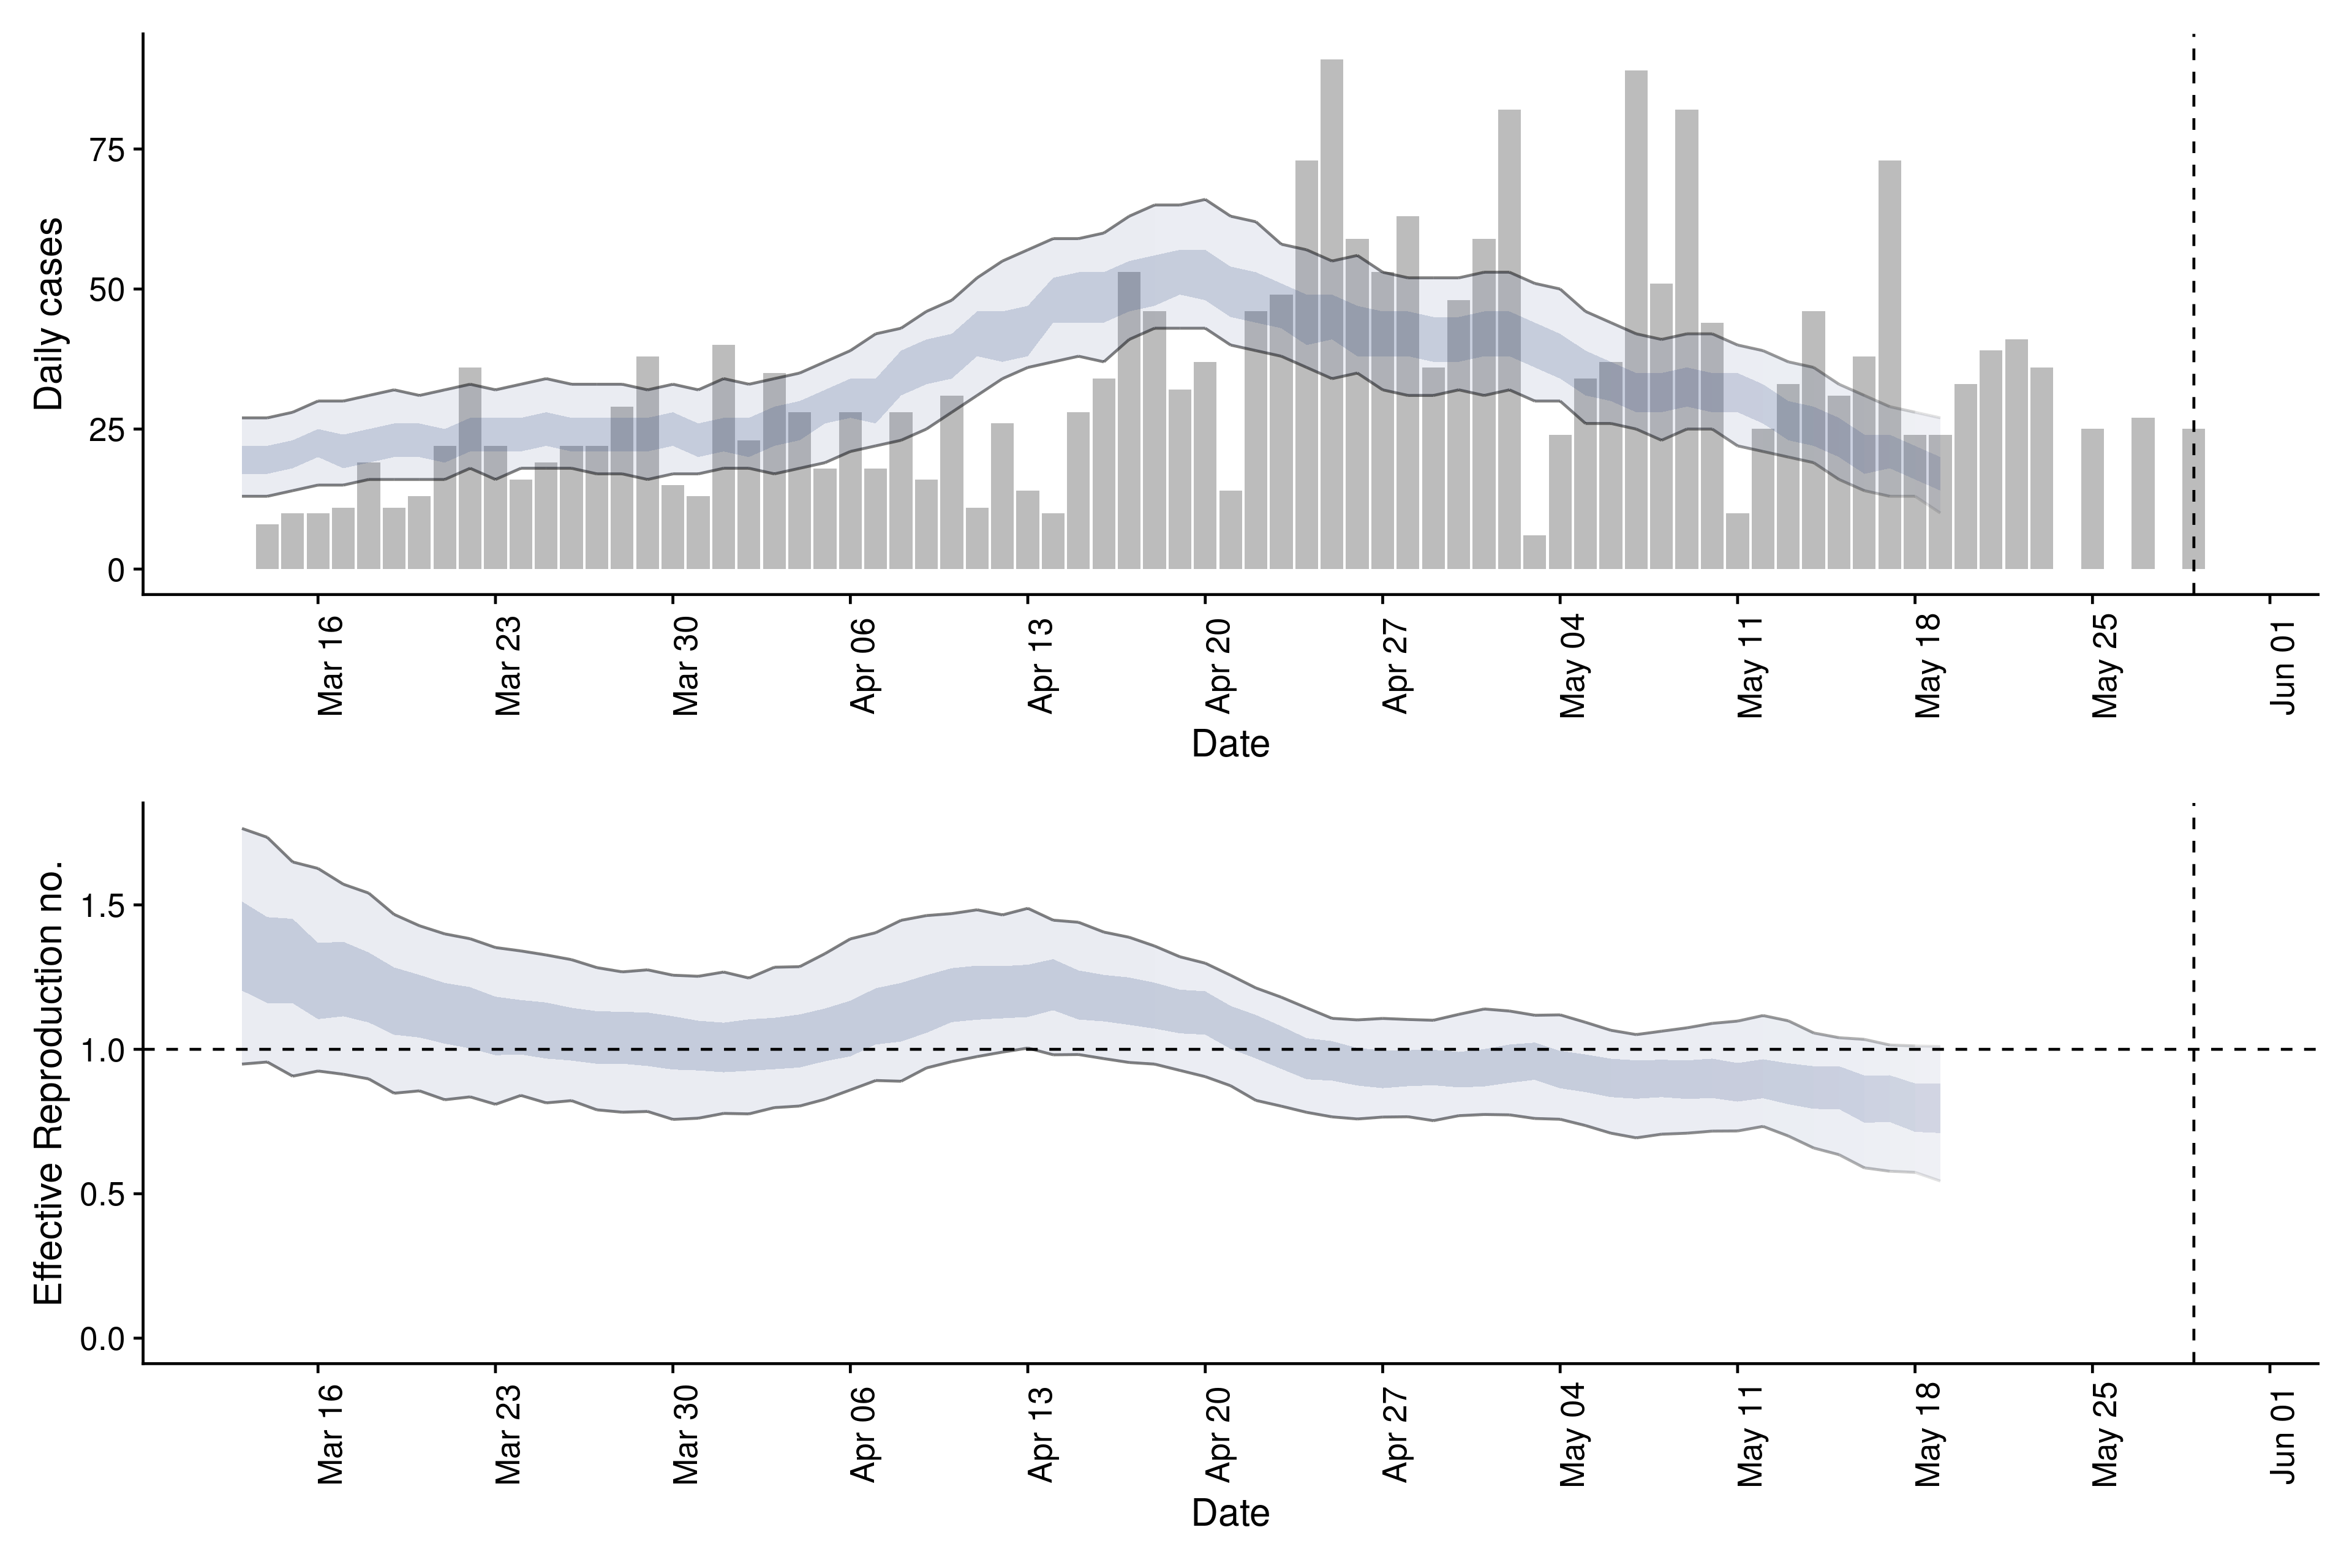 Daily cases
75
50
25
0
Mar 16
Mar 23
Mar 30
Apr 06
Apr 13
Apr 20
Apr 27
May 04
May 11
May 18
May 25
Jun 01
Date
Effective Reproduction no.
1.5
1.0
0.5
0.0
Mar 16
Mar 23
Mar 30
Apr 06
Apr 13
Apr 20
Apr 27
May 04
May 11
May 18
May 25
Jun 01
Date